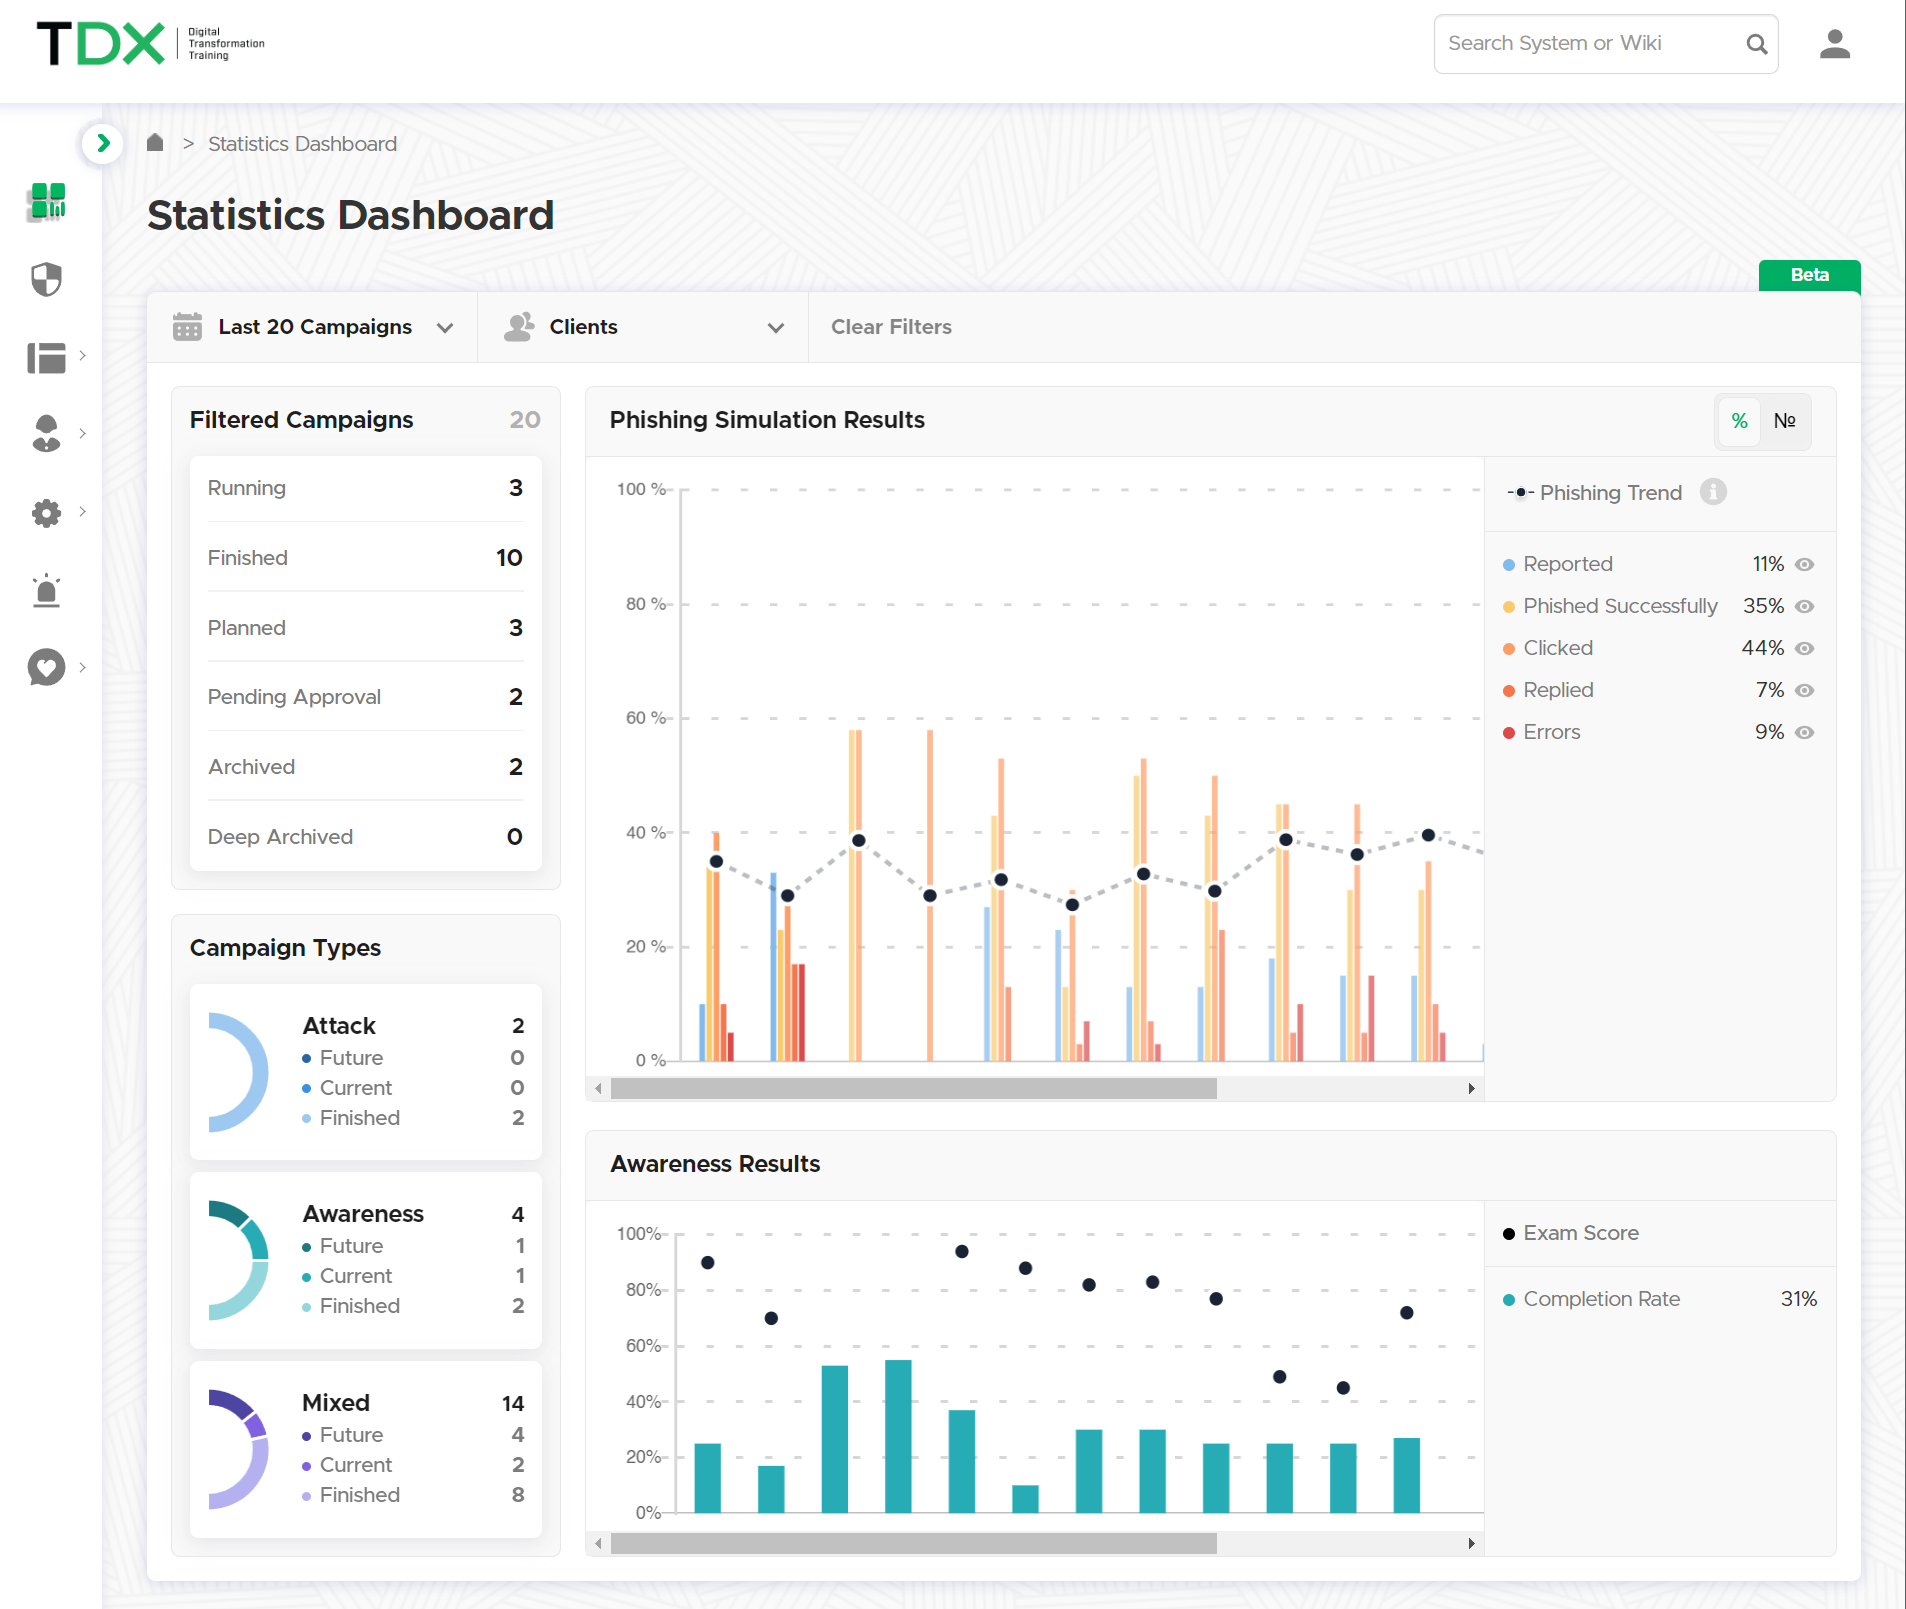 TDX
Digital
Transformation
Training
Search System or Wiki
> Statistics Dashboard
Statistics Dashboard
Beta
Last 20 Campaigns
Clients
Clear Filters
Filtered Campaigns 20
Running 3
Finished 10
Planned 3
Pending Approval 2
Archived 2
Deep Archived 0
Campaign Types
Attack 2
Future 0
Current 0
Finished 2
Awareness 4
Future 1
Current 1
Finished 2
Mixed 14
Future 4
Current 2
Finished 8
Phishing Simulation Results
% №
100 %
80 %
60 %
40 %
20 %
0 %
Phishing Trend i
Reported 11%
Phished Successfully 35%
Clicked 44%
Replied 7%
Errors 9%
Awareness Results
100%
80%
60%
40%
20%
0%
Exam Score
Completion Rate 31%